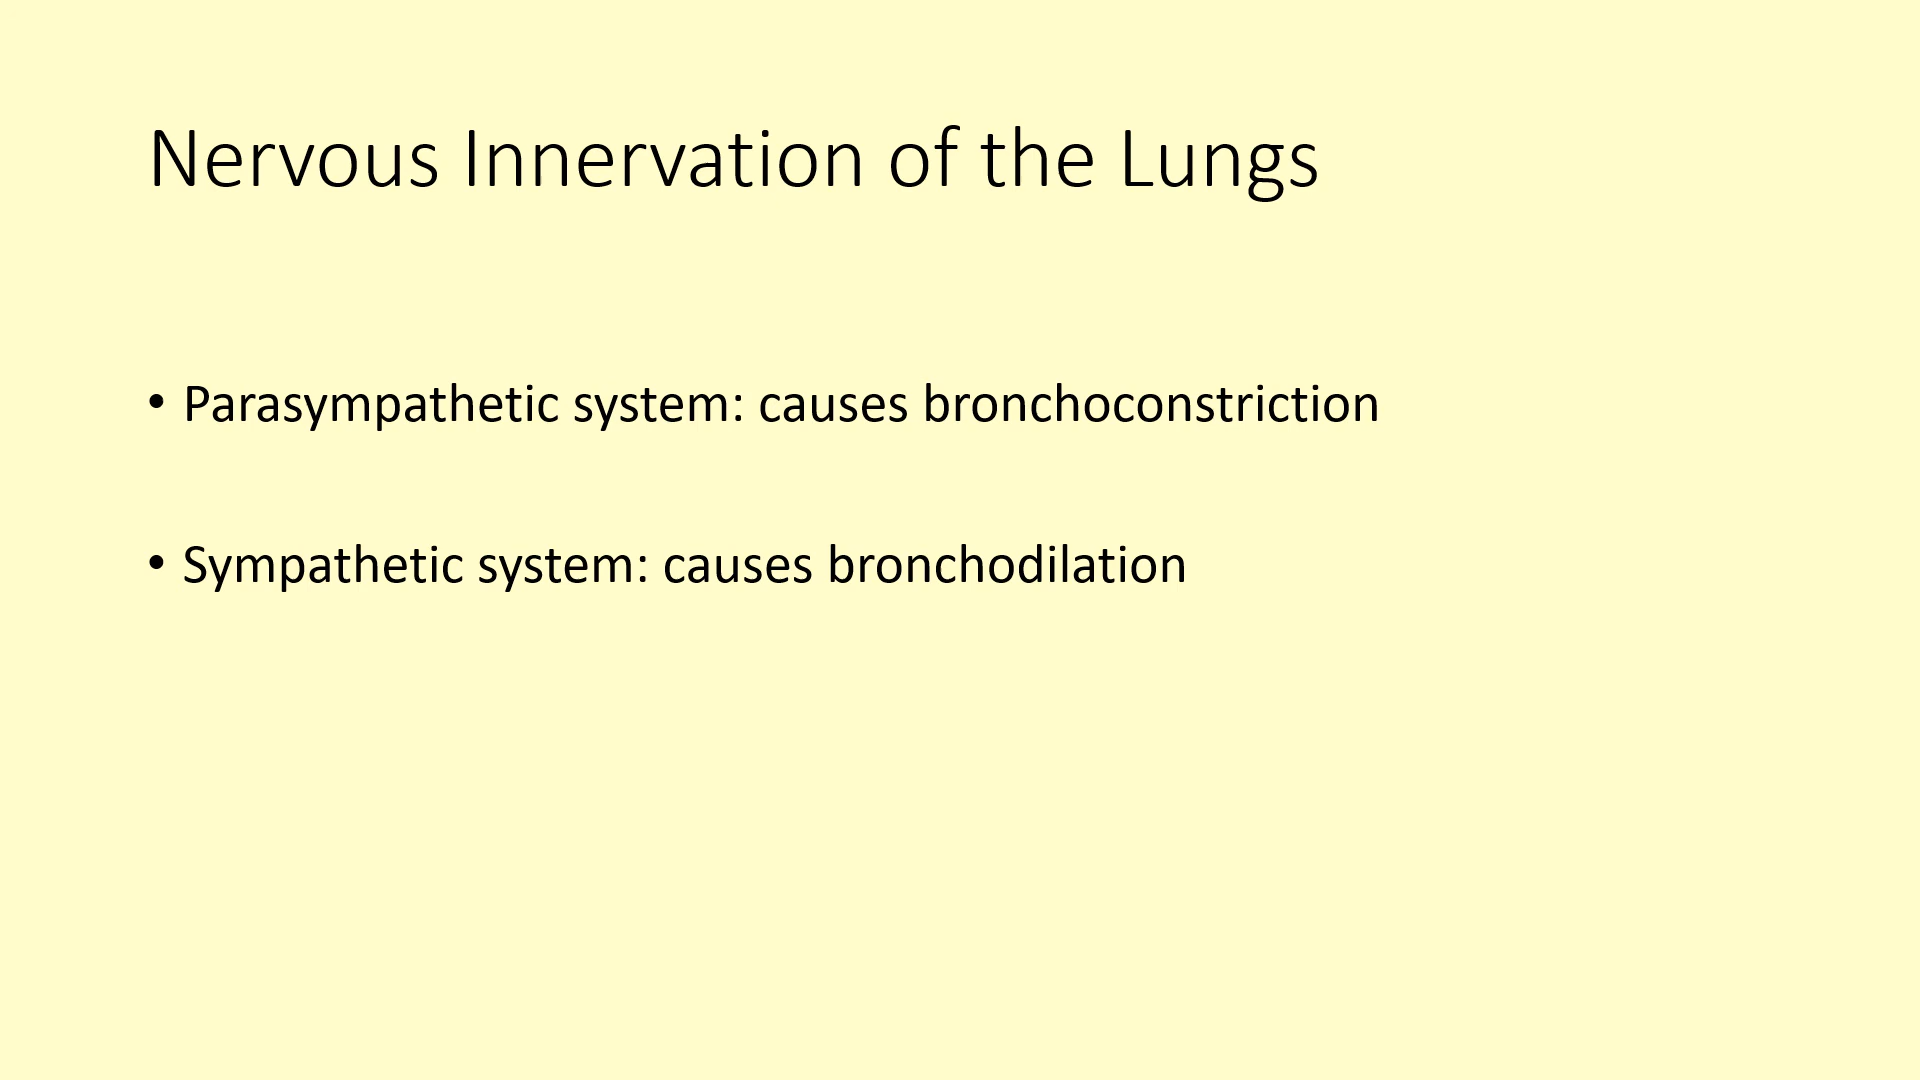 Nervous Innervation of the Lungs
• Parasympathetic system: causes bronchoconstriction
• Sympathetic system: causes bronchodilation